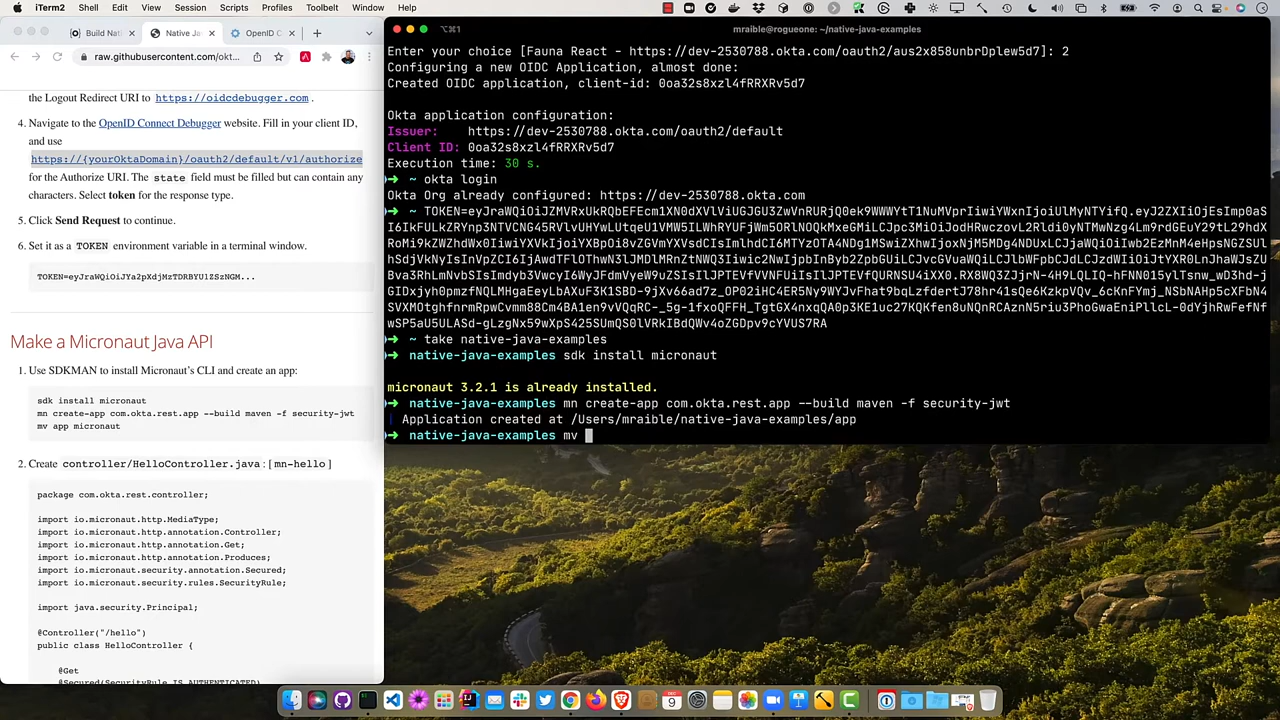 iTerm2 Shell Edit View Session Scripts Profiles Toolbelt Window Help
Build Nati
Native Ja
OpenID C
raw.githubusercontent.com/okt...
the Logout Redirect URI to https://oidcdebugger.com .
4. Navigate to the OpenID Connect Debugger website. Fill in your client ID,
and use
https://{yourOktaDomain}/oauth2/default/v1/authorize
for the Authorize URI. The state field must be filled but can contain any
characters. Select token for the response type.
5. Click Send Request to continue.
6. Set it as a TOKEN environment variable in a terminal window.
TOKEN=eyJraWQiOiJYa2pXdjMzTDRBYU1ZSzNGM...
Make a Micronaut Java API
1. Use SDKMAN to install Micronaut's CLI and create an app:
sdk install micronaut
mn create-app com.okta.rest.app --build maven -f security-jwt
mv app micronaut
2. Create controller/HelloController.java: [mn-hello]
package com.okta.rest.controller;
import io.micronaut.http.MediaType;
import io.micronaut.http.annotation.Controller;
import io.micronaut.http.annotation.Get;
import io.micronaut.http.annotation.Produces;
import io.micronaut.security.annotation.Secured;
import io.micronaut.security.rules.SecurityRule;
import java.security.Principal;
@Controller("/hello")
public class HelloController {
@Get
@Secured(SecurityRule.IS_AUTHENTICATED)
⌥⌘1
mraible@rogueone: ~/native-java-examples
Enter your choice [Fauna React - https://dev-2530788.okta.com/oauth2/aus2x858unbrDplew5d7]: 2
Configuring a new OIDC Application, almost done:
Created OIDC application, client-id: 0oa32s8xzl4fRRXRv5d7
Okta application configuration:
Issuer: https://dev-2530788.okta.com/oauth2/default
Client ID: 0oa32s8xzl4fRRXRv5d7
Execution time: 30 s.
➜ ~ okta login
Okta Org already configured: https://dev-2530788.okta.com
➜ ~ take native-java-examples
➜ native-java-examples sdk install micronaut
micronaut 3.2.1 is already installed.
➜ native-java-examples mn create-app com.okta.rest.app --build maven -f security-jwt
| Application created at /Users/mraible/native-java-examples/app
➜ native-java-examples mv